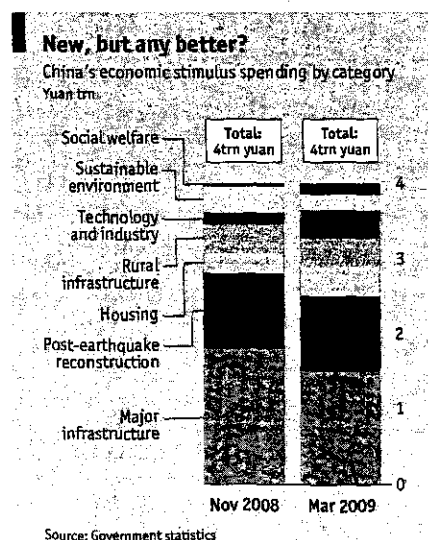 New, but any better?
China's economic stimulus spending by category
Yuan trn
Total:
4trn yuan
Total:
4trn yuan
Social welfare
Sustainable
environment
Technology
and industry
Rural
infrastructure
Housing
Post-earthquake
reconstruction
Major
infrastructure
4
3
2
1
0
Nov 2008
Mar 2009
Source: Government statistics